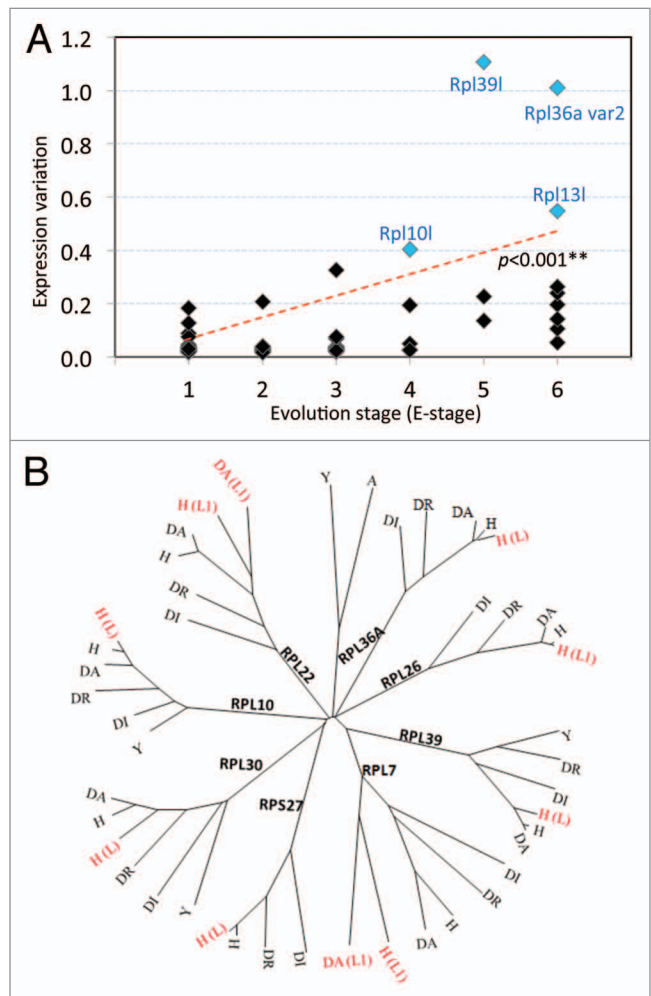 A
1.2
1.0
0.8
0.6
0.4
0.2
0.0
Expression variation
Rpl39l
Rpl36a var2
Rpl13l
Rpl10l
p<0.001**
1 2 3 4 5 6
Evolution stage (E-stage)
B
Y
A
DI
DR
DA
H
H (L)
RPL36A
DI
DR
DA
H
H (L1)
RPL26
Y
DR
DI
H (L)
H
DA
RPL39
DI
DR
H
DA
H (L1)
DA (L1)
RPL7
DI
DR
H
H (L)
RPS27
Y
DI
DR
H (L)
H
DA
RPL30
Y
DI
DR
DA
H
H (L)
RPL10
DI
DR
H
DA
H (L1)
DA (L1)
RPL22